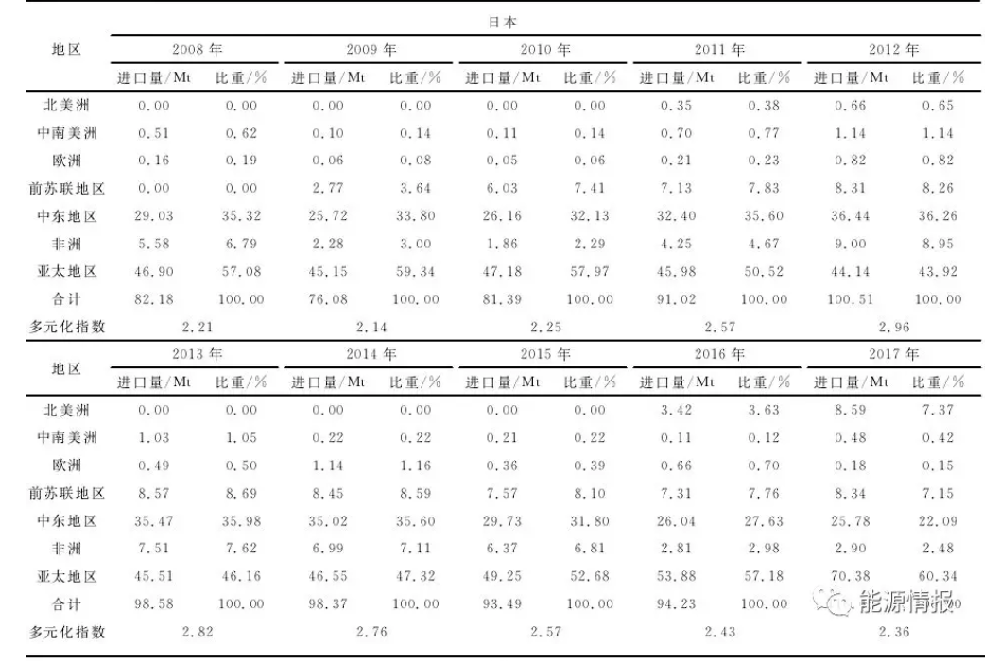 日本
地区 2008 年 2009 年 2010 年 2011 年 2012 年
进口量/Mt 比重/% 进口量/Mt 比重/% 进口量/Mt 比重/% 进口量/Mt 比重/% 进口量/Mt 比重/%
北美洲 0.00 0.00 0.00 0.00 0.00 0.00 0.35 0.38 0.66 0.65
中南美洲 0.51 0.62 0.10 0.14 0.11 0.14 0.70 0.77 1.14 1.14
欧洲 0.16 0.19 0.06 0.08 0.05 0.06 0.21 0.23 0.82 0.82
前苏联地区 0.00 0.00 2.77 3.64 6.03 7.41 7.13 7.83 8.31 8.26
中东地区 29.03 35.32 25.72 33.80 26.16 32.13 32.40 35.60 36.44 36.26
非洲 5.58 6.79 2.28 3.00 1.86 2.29 4.25 4.67 9.00 8.95
亚太地区 46.90 57.08 45.15 59.34 47.18 57.97 45.98 50.52 44.14 43.92
合计 82.18 100.00 76.08 100.00 81.39 100.00 91.02 100.00 100.51 100.00
多元化指数 2.21 2.14 2.25 2.57 2.96
地区 2013 年 2014 年 2015 年 2016 年 2017 年
进口量/Mt 比重/% 进口量/Mt 比重/% 进口量/Mt 比重/% 进口量/Mt 比重/% 进口量/Mt 比重/%
北美洲 0.00 0.00 0.00 0.00 0.00 0.00 3.42 3.63 8.59 7.37
中南美洲 1.03 1.05 0.22 0.22 0.21 0.22 0.11 0.12 0.48 0.42
欧洲 0.49 0.50 1.14 1.16 0.36 0.39 0.66 0.70 0.18 0.15
前苏联地区 8.57 8.69 8.45 8.59 7.57 8.10 7.31 7.76 8.34 7.15
中东地区 35.47 35.98 35.02 35.60 29.73 31.80 26.04 27.63 25.78 22.09
非洲 7.51 7.62 6.99 7.11 6.37 6.81 2.81 2.98 2.90 2.48
亚太地区 45.51 46.16 46.55 47.32 49.25 52.68 53.88 57.18 70.38 60.34
合计 98.58 100.00 98.37 100.00 93.49 100.00 94.23 100.00
能源情报
多元化指数 2.82 2.76 2.57 2.43 2.36